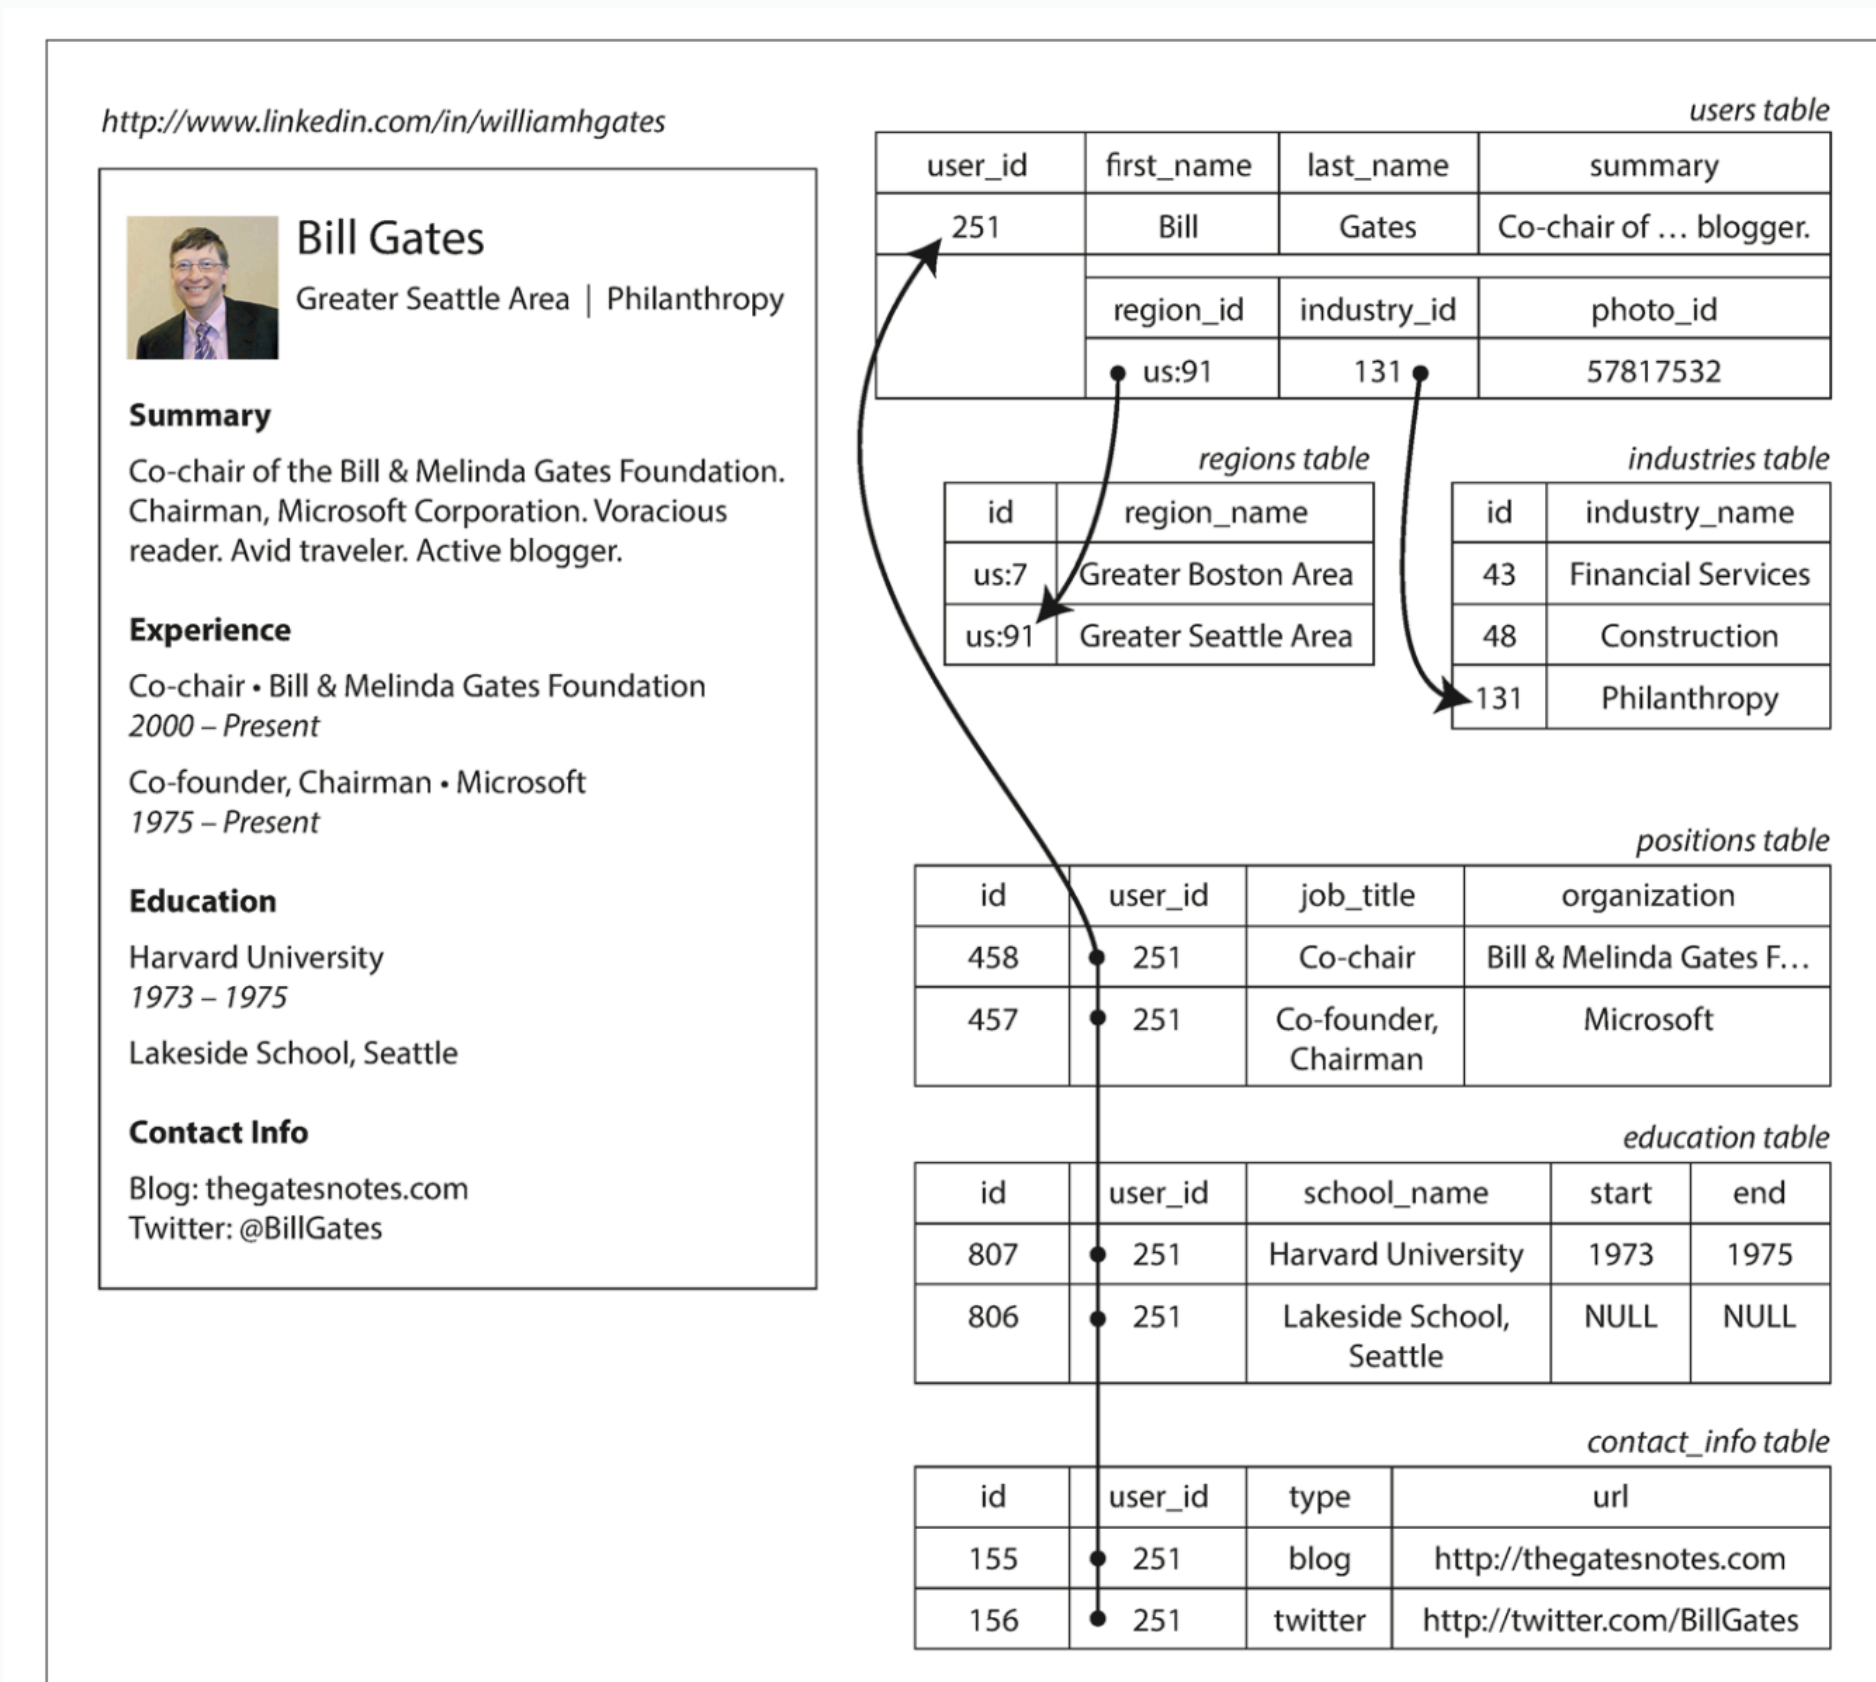 http://www.linkedin.com/in/williamhgates
Bill Gates
Greater Seattle Area | Philanthropy
Summary
Co-chair of the Bill & Melinda Gates Foundation.
Chairman, Microsoft Corporation. Voracious
reader. Avid traveler. Active blogger.
Experience
Co-chair • Bill & Melinda Gates Foundation
2000 – Present
Co-founder, Chairman • Microsoft
1975 – Present
Education
Harvard University
1973 – 1975
Lakeside School, Seattle
Contact Info
Blog: thegatesnotes.com
Twitter: @BillGates
users table
user_id first_name last_name summary
251 Bill Gates Co-chair of … blogger.
region_id industry_id photo_id
us:91 131 57817532
regions table
id region_name
us:7 Greater Boston Area
us:91 Greater Seattle Area
industries table
id industry_name
43 Financial Services
48 Construction
131 Philanthropy
positions table
id user_id job_title organization
458 251 Co-chair Bill & Melinda Gates F…
457 251 Co-founder, Microsoft
Chairman
education table
id user_id school_name start end
807 251 Harvard University 1973 1975
806 251 Lakeside School, NULL NULL
Seattle
contact_info table
id user_id type url
155 251 blog http://thegatesnotes.com
156 251 twitter http://twitter.com/BillGates